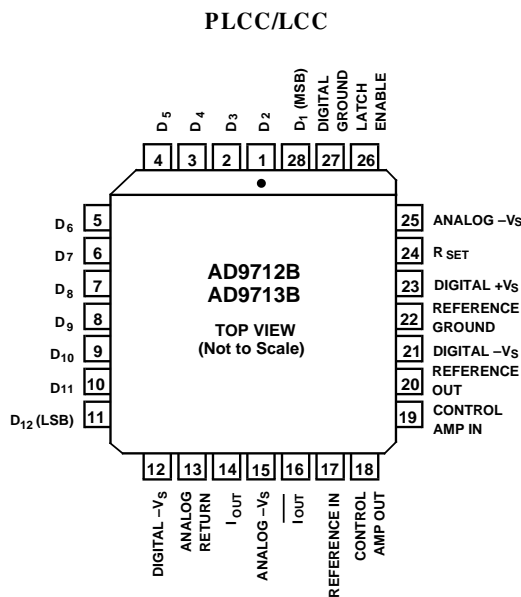 PLCC/LCC
D5
D4
D3
D2
D1 (MSB)
DIGITAL
GROUND
LATCH
ENABLE
4 3 2 1 28 27 26
D6 5
D7 6
D8 7
D9 8
D10 9
D11 10
D12 (LSB) 11
AD9712B
AD9713B
TOP VIEW
(Not to Scale)
25 ANALOG –VS
24 RSET
23 DIGITAL +VS
22 REFERENCE
GROUND
21 DIGITAL –VS
20 REFERENCE
OUT
19 CONTROL
AMP IN
12 13 14 15 16 17 18
DIGITAL –VS
ANALOG
RETURN
IOUT
ANALOG –VS
IOUT
REFERENCE IN
CONTROL
AMP OUT